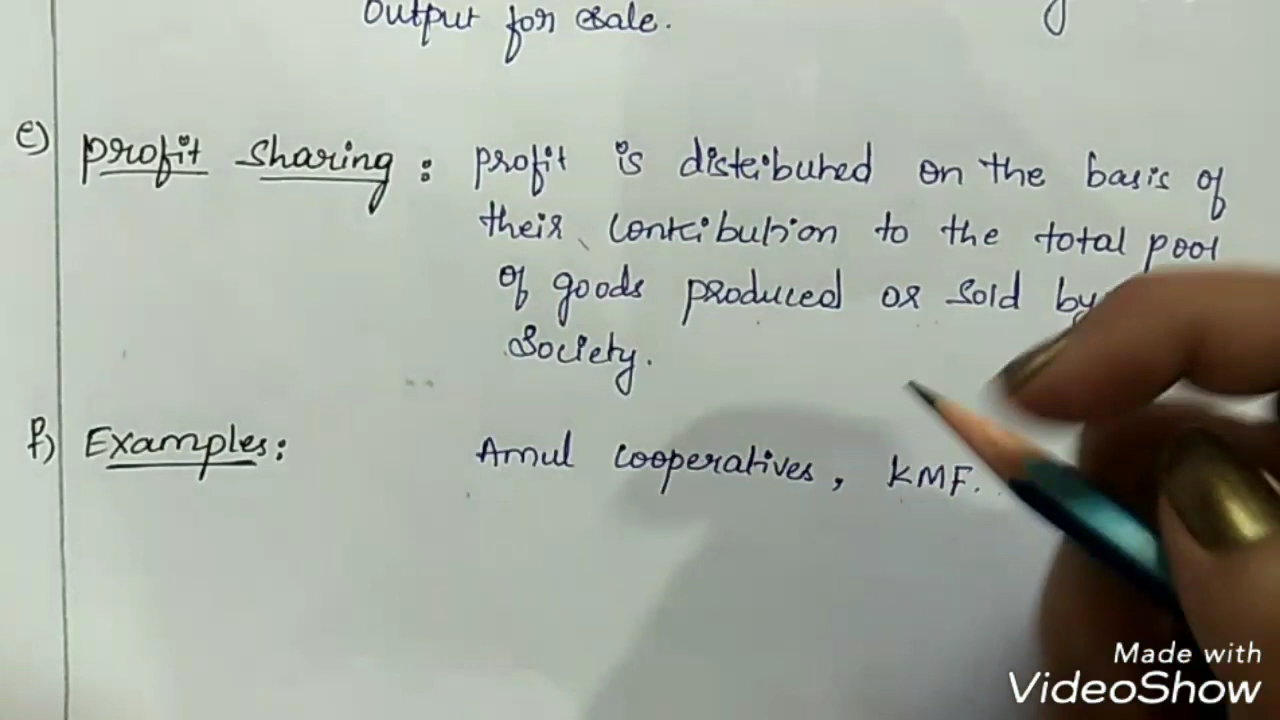 Output for sale.
e) Profit sharing : profit is distributed on the basis of
their contribution to the total pool
of goods produced or sold by
Society.
f) Examples: Amul cooperatives, KMF.
Made with
VideoShow